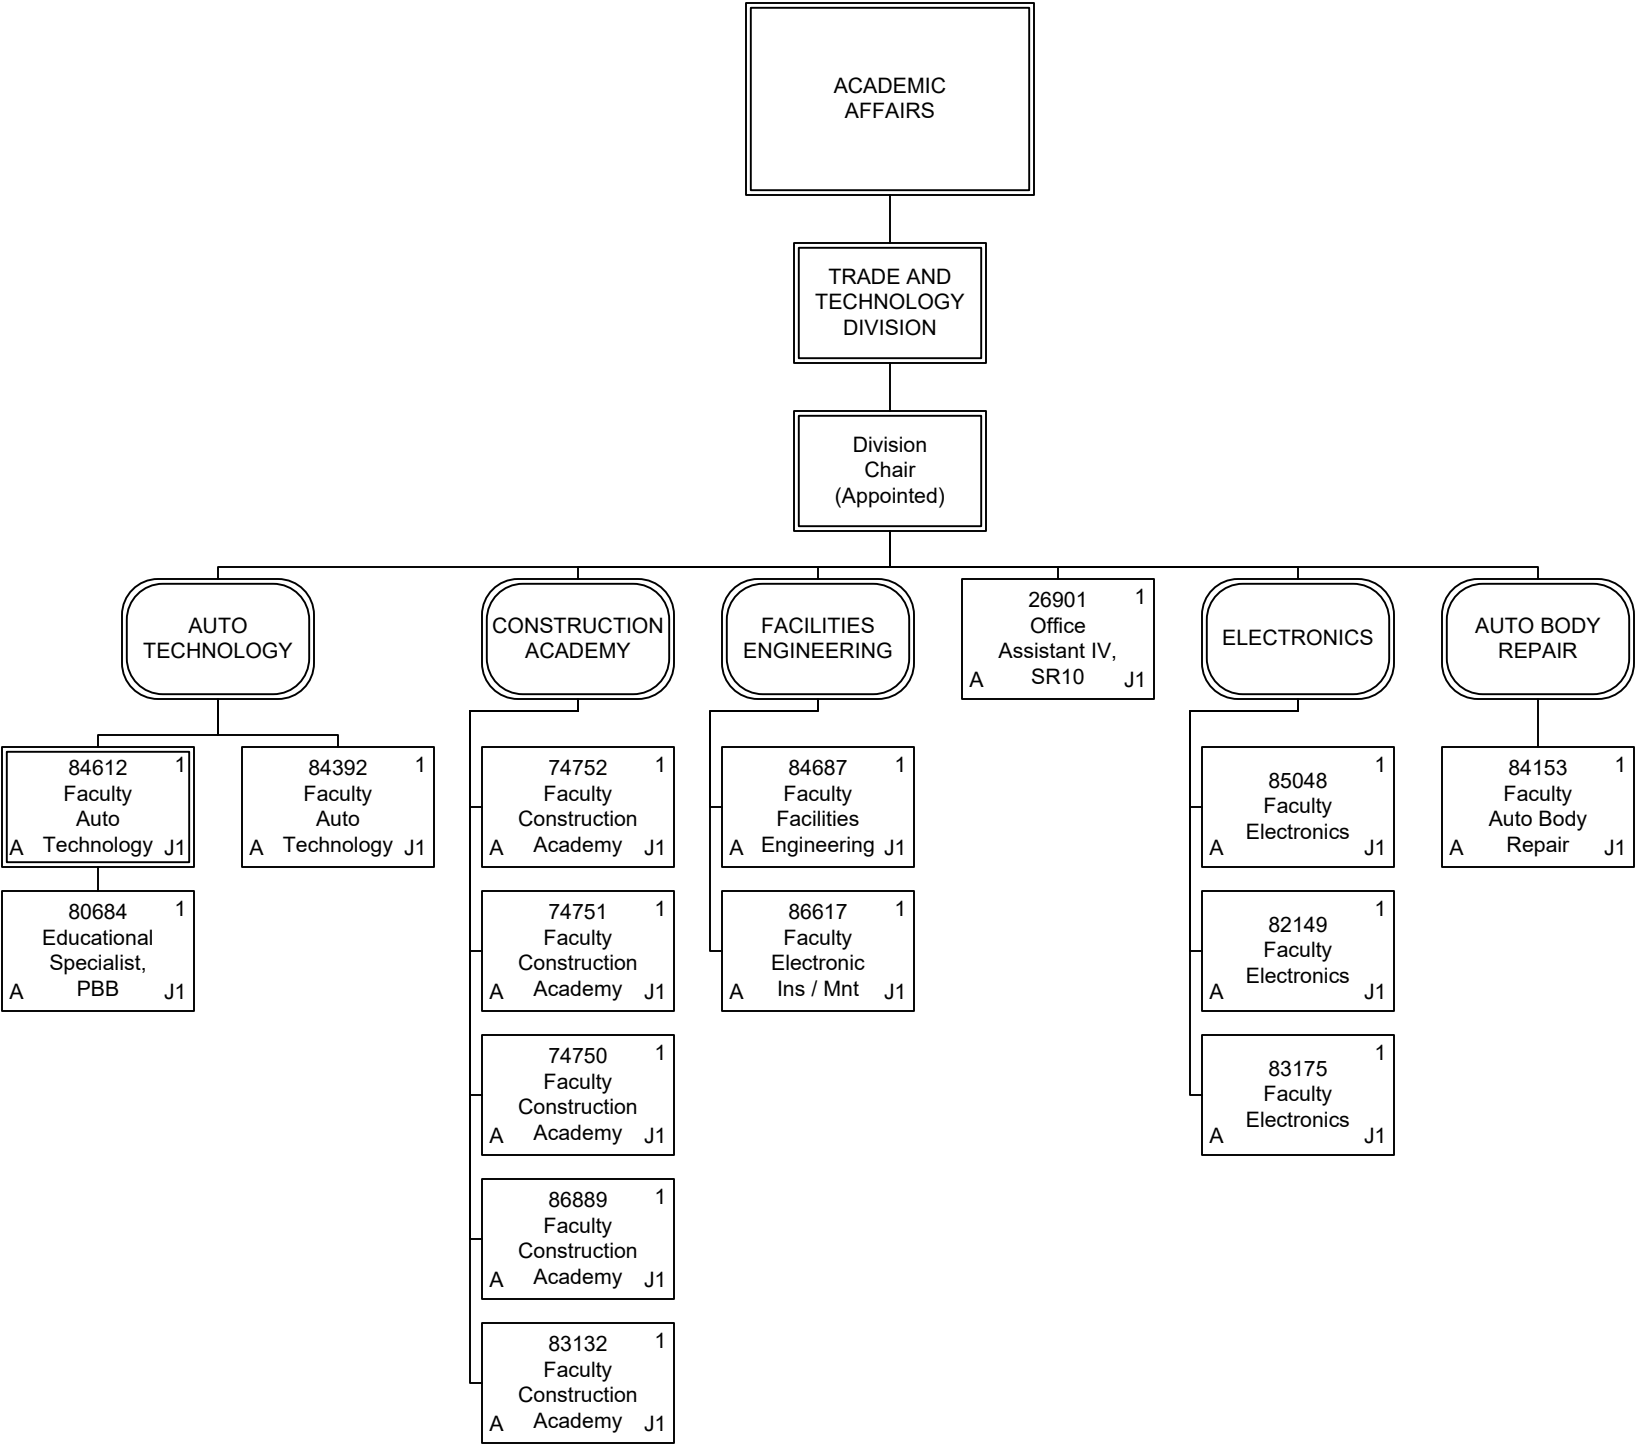 ACADEMIC
AFFAIRS
TRADE AND
TECHNOLOGY
DIVISION
Division
Chair
(Appointed)
AUTO
TECHNOLOGY
CONSTRUCTION
ACADEMY
FACILITIES
ENGINEERING
26901 1
Office
Assistant IV,
A SR10 J1
ELECTRONICS
AUTO BODY
REPAIR
84612 1
Faculty
Auto
A Technology J1
80684 1
Educational
Specialist,
A PBB J1
84392 1
Faculty
Auto
A Technology J1
74752 1
Faculty
Construction
A Academy J1
74751 1
Faculty
Construction
A Academy J1
74750 1
Faculty
Construction
A Academy J1
86889 1
Faculty
Construction
A Academy J1
83132 1
Faculty
Construction
A Academy J1
84687 1
Faculty
Facilities
A Engineering J1
86617 1
Faculty
Electronic
A Ins / Mnt J1
1
85048
Faculty
Electronics
A J1
1
82149
Faculty
Electronics
A J1
1
83175
Faculty
Electronics
A J1
84153 1
Faculty
Auto Body
A Repair J1